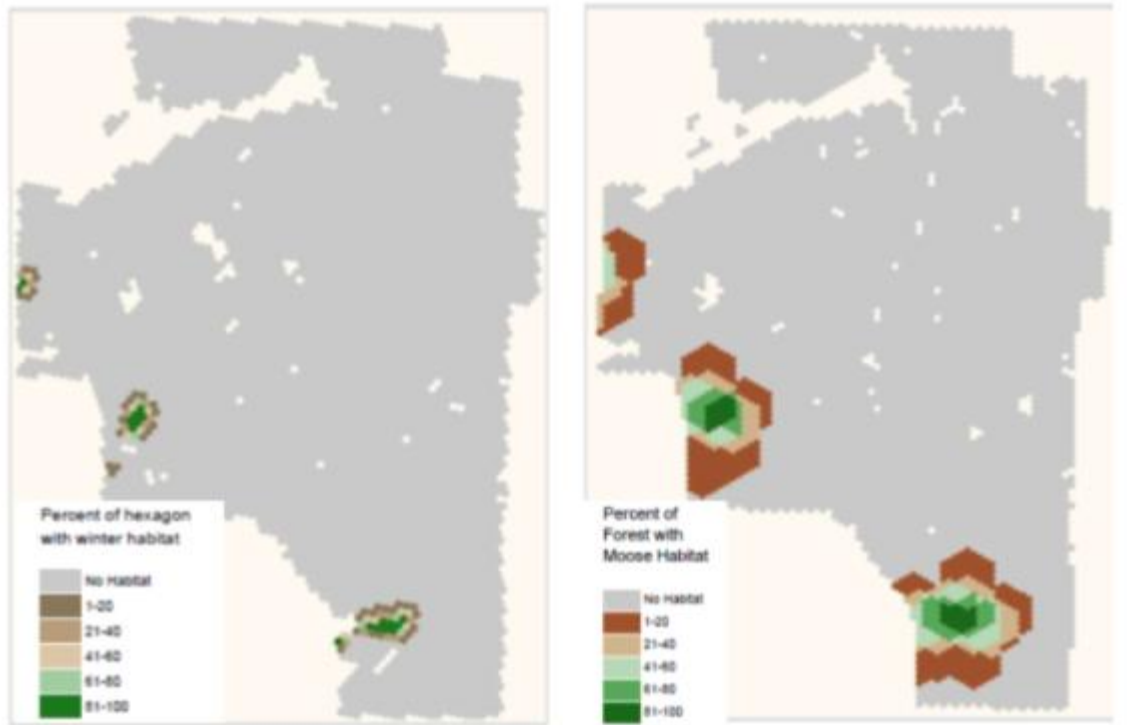 Percent of hexagon
with winter habitat
No Habitat
1-20
21-40
41-60
61-80
81-100
Percent of
Forest with
Moose Habitat
No Habitat
1-20
21-40
41-60
61-80
81-100